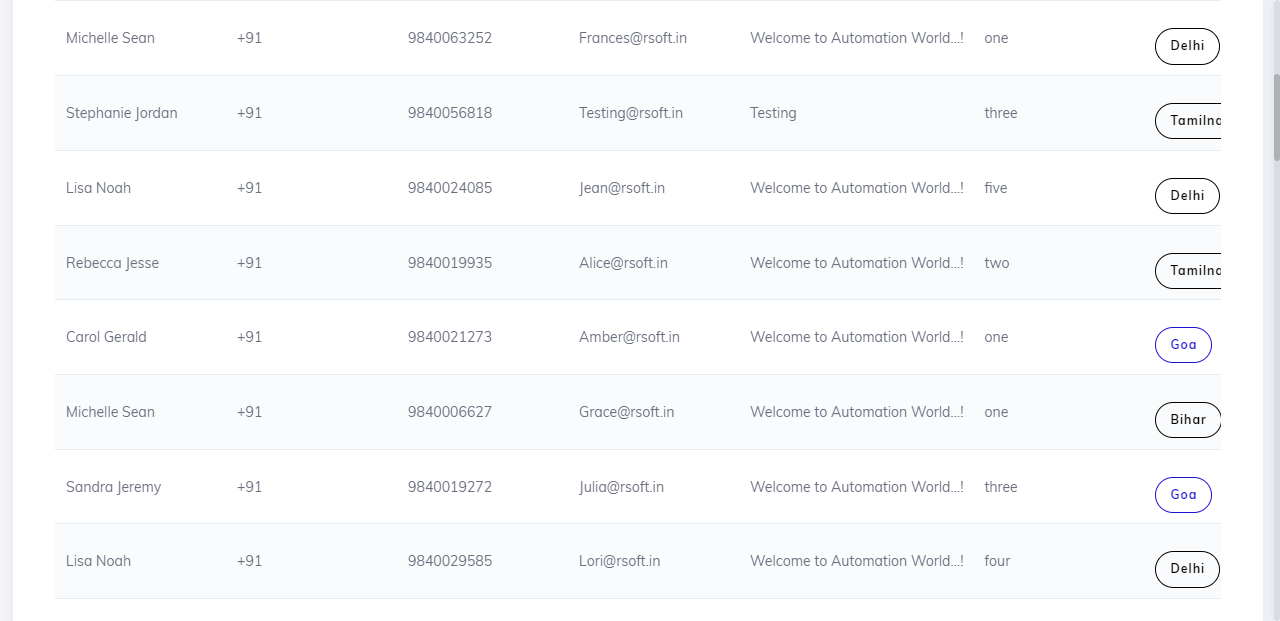 Michelle Sean +91 9840063252 Frances@rsoft.in Welcome to Automation World...! one Delhi
Stephanie Jordan +91 9840056818 Testing@rsoft.in Testing three
Lisa Noah +91 9840024085 Jean@rsoft.in Welcome to Automation World...! five Delhi
Rebecca Jesse +91 9840019935 Alice@rsoft.in Welcome to Automation World...! two
Carol Gerald +91 9840021273 Amber@rsoft.in Welcome to Automation World...! one Goa
Michelle Sean +91 9840006627 Grace@rsoft.in Welcome to Automation World...! one Bihar
Sandra Jeremy +91 9840019272 Julia@rsoft.in Welcome to Automation World...! three Goa
Lisa Noah +91 9840029585 Lori@rsoft.in Welcome to Automation World...! four Delhi